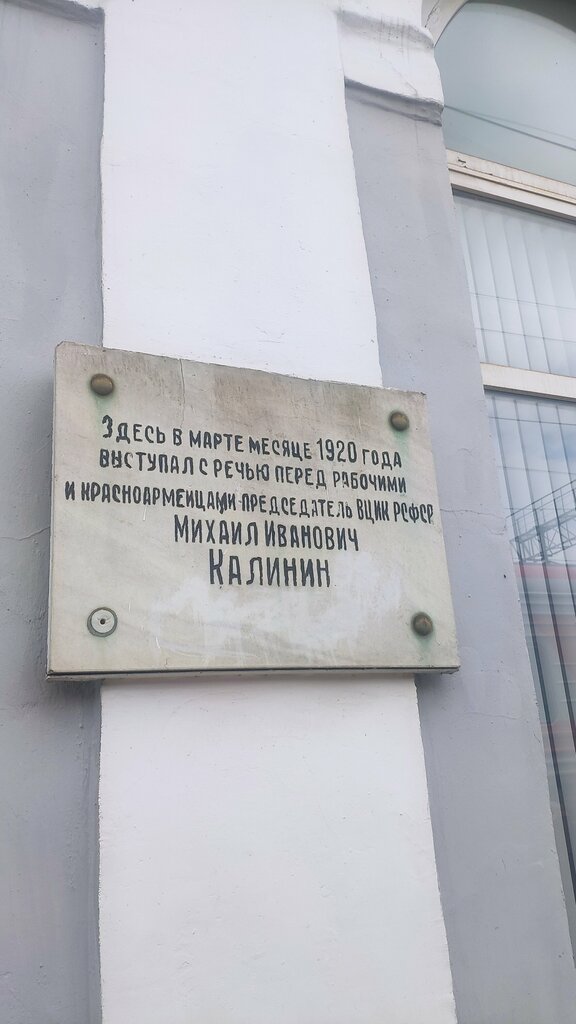 Здесь в марте месяце 1920 года
выступал с речью перед рабочими
и красноармейцами председатель ВЦИК РСФСР
Михаил Иванович
Калинин